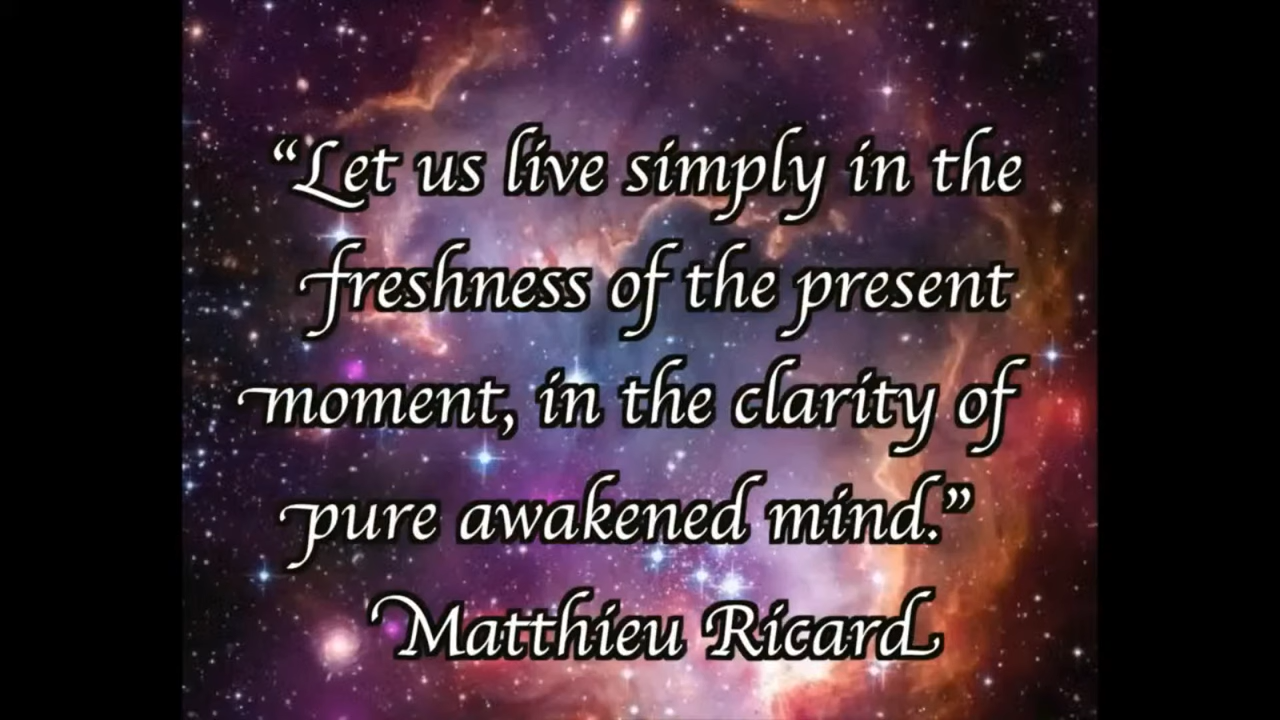 “Let us live simply in the
freshness of the present
moment, in the clarity of
pure awakened mind.”
Matthieu Ricard